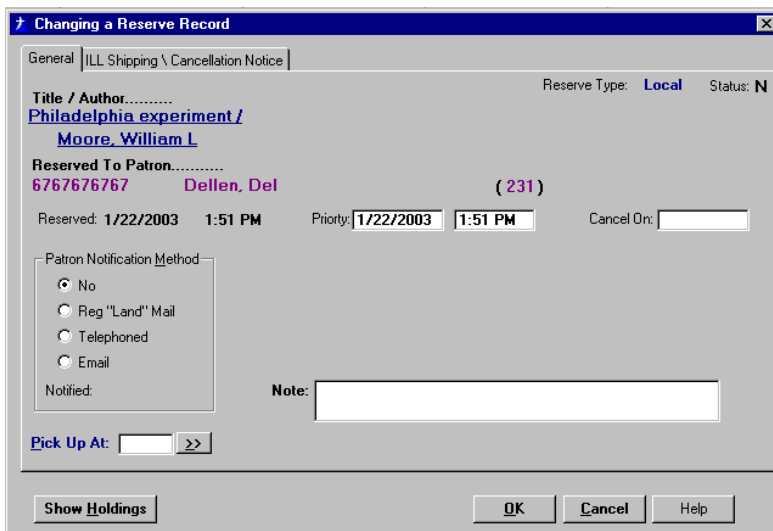 Changing a Reserve Record
General ILL Shipping \ Cancellation Notice
Reserve Type: Local Status: N
Title / Author..........
Philadelphia experiment /
Moore, William L
Reserved To Patron...........
6767676767 Dellen, Del ( 231 )
Reserved: 1/22/2003 1:51 PM Priorty: 1/22/2003 1:51 PM Cancel On:
Patron Notification Method
No
Reg "Land" Mail
Telephoned
Email
Notified:
Note:
Pick Up At: >>
Show Holdings OK Cancel Help